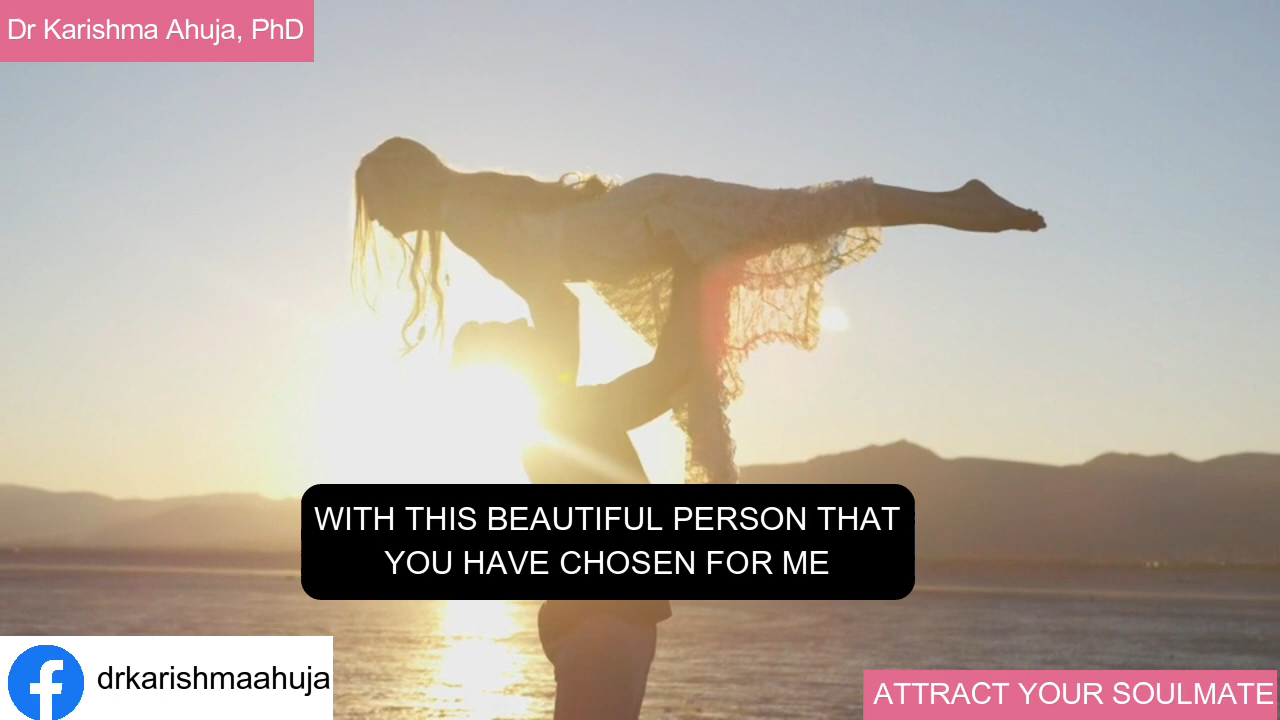 Dr Karishma Ahuja, PhD
WITH THIS BEAUTIFUL PERSON THAT
YOU HAVE CHOSEN FOR ME
drkarishmaahuja
ATTRACT YOUR SOULMATE